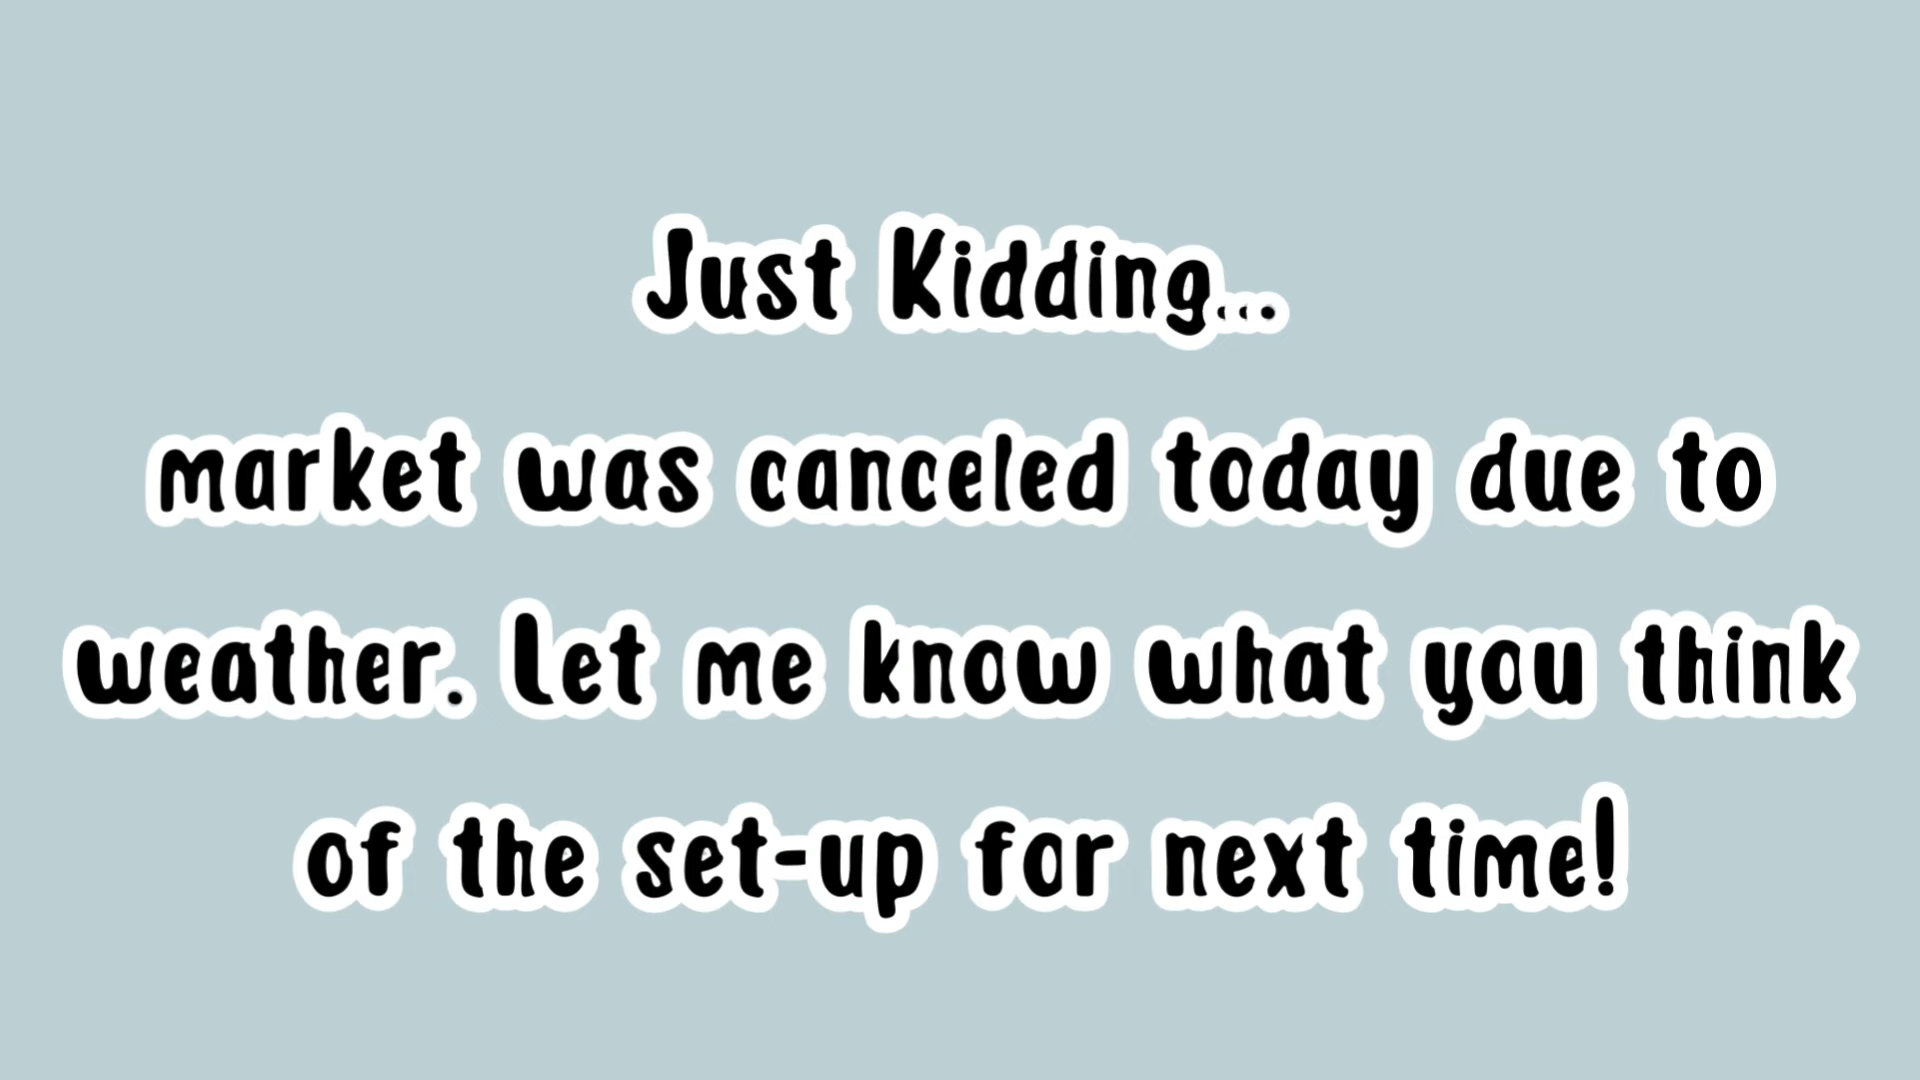 Just Kidding...
market was canceled today due to
weather. Let me know what you think
of the set-up for next time!